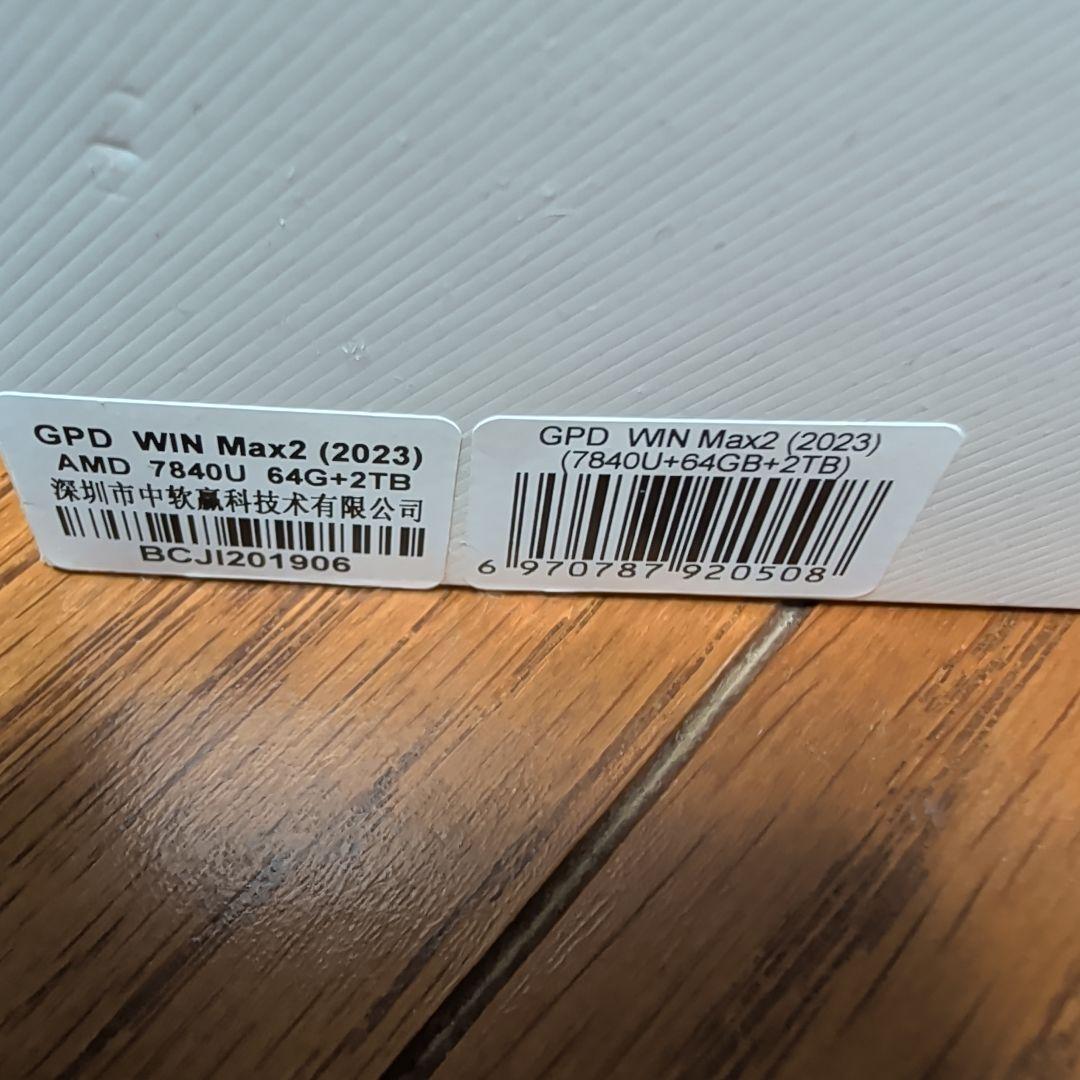 GPD WIN Max2 (2023)
AMD 7840U 64G+2TB
深圳市中软赢科技术有限公司
BCJI201906
GPD WIN Max2 (2023)
(7840U+64GB+2TB)
6 970787 920508